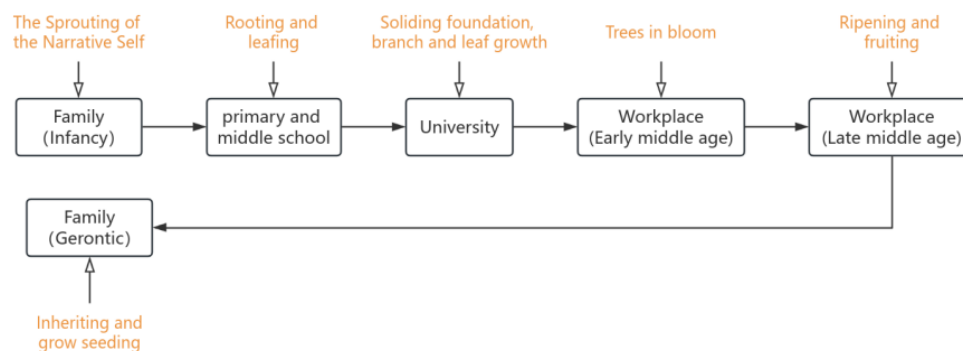 The Sprouting of
the Narrative Self
Rooting and
leafing
Soliding foundation,
branch and leaf growth
Trees in bloom
Ripening and
fruiting
Family
(Infancy)
primary and
middle school
University
Workplace
(Early middle age)
Workplace
(Late middle age)
Family
(Gerontic)
Inheriting and
grow seeding